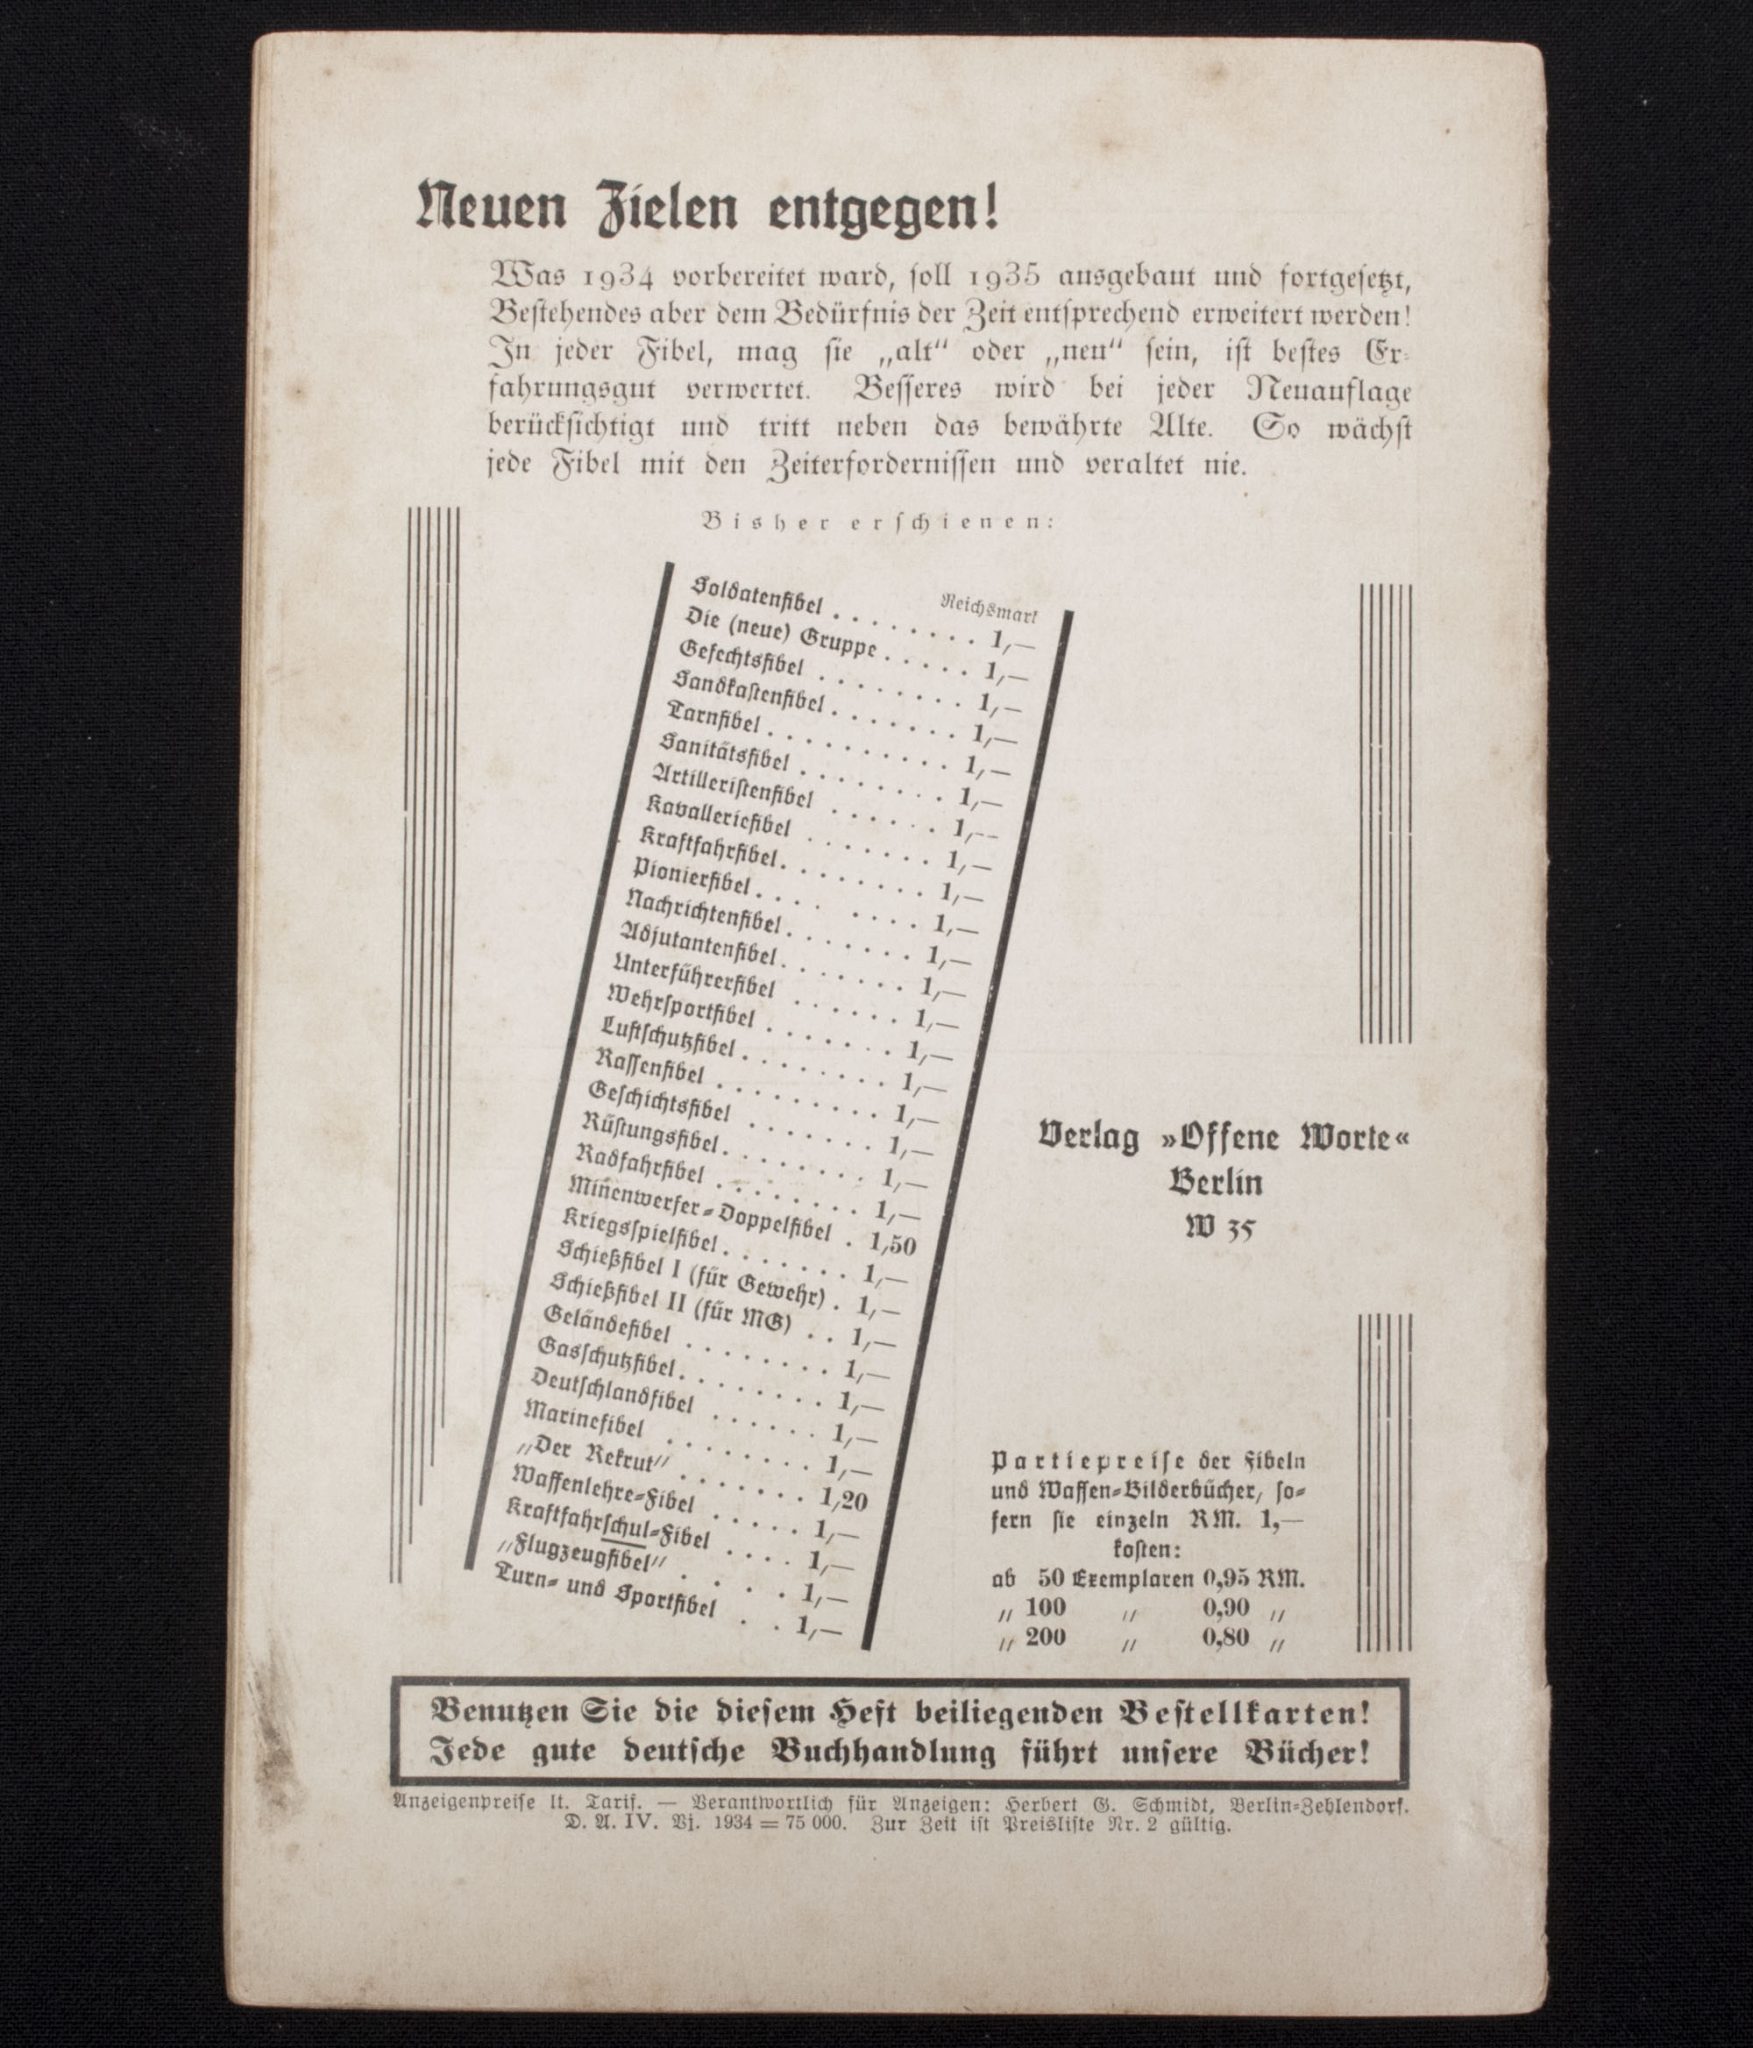 Neuen Zielen entgegen!
Was 1934 vorbereitet ward, soll 1935 ausgebaut und fortgesetzt,
Bestehendes aber dem Bedürfnis der Zeit entsprechend erweitert werden!
In jeder Fibel, mag sie „alt“ oder „neu“ sein, ist bestes Er-
fahrungsgut verwertet. Besseres wird bei jeder Neuauflage
berücksichtigt und tritt neben das bewährte Alte. So wächst
jede Fibel mit den Zeiterfordernissen und veraltet nie.
Bisher erschienen:
Reichsmark
Soldatenfibel . . . . . . . . 1,—
Die (neue) Gruppe . . . . . 1,—
Gefechtsfibel . . . . . . . . 1,—
Sandkastenfibel . . . . . . . 1,—
Tarnfibel . . . . . . . . . . 1,—
Sanitätsfibel . . . . . . . . 1,—
Artilleristenfibel . . . . . . 1,—
Kavalleriefibel . . . . . . . 1,—
Kraftfahrfibel . . . . . . . . 1,—
Pionierfibel . . . . . . . . 1,—
Nachrichtenfibel . . . . . . . 1,—
Adjutantenfibel . . . . . . . 1,—
Unterführerfibel . . . . . . 1,—
Wehrsportfibel . . . . . . . 1,—
Luftschutzfibel . . . . . . . . 1,—
Rassenfibel . . . . . . . . . 1,—
Geschichtsfibel . . . . . . . 1,—
Rüstungsfibel . . . . . . . . 1,—
Radfahrfibel . . . . . . . . 1,—
Minenwerfer-Doppelfibel . 1,50
Kriegsspielfibel . . . . . . . 1,—
Schießfibel I (für Gewehr) . 1,—
Schießfibel II (für MG) . . 1,—
Geländefibel . . . . . . . . 1,—
Gasschutzfibel . . . . . . . . 1,—
Deutschlandfibel . . . . . . 1,—
Marinefibel . . . . . . . . 1,—
„Der Rekrut“ . . . . . . . 1,20
Waffenlehre-Fibel . . . . . 1,—
Kraftfahrschul-Fibel . . . . 1,—
„Flugzeugfibel“ . . . . 1,—
Turn- und Sportfibel . . 1,—
Verlag »Offene Worte«
Berlin
W 35
Partiepreise der Fibeln
und Waffen-Bilderbücher, so-
fern sie einzeln RM. 1,—
kosten:
ab 50 Exemplaren 0,95 RM.
„ 100 „ 0,90 „
„ 200 „ 0,80 „
Benutzen Sie die diesem Heft beiliegenden Bestellkarten!
Jede gute deutsche Buchhandlung führt unsere Bücher!
Anzeigenpreise lt. Tarif. — Verantwortlich für Anzeigen: Herbert G. Schmidt, Berlin-Zehlendorf.
D. A. IV. Vj. 1934 = 75 000. Zur Zeit ist Preisliste Nr. 2 gültig.